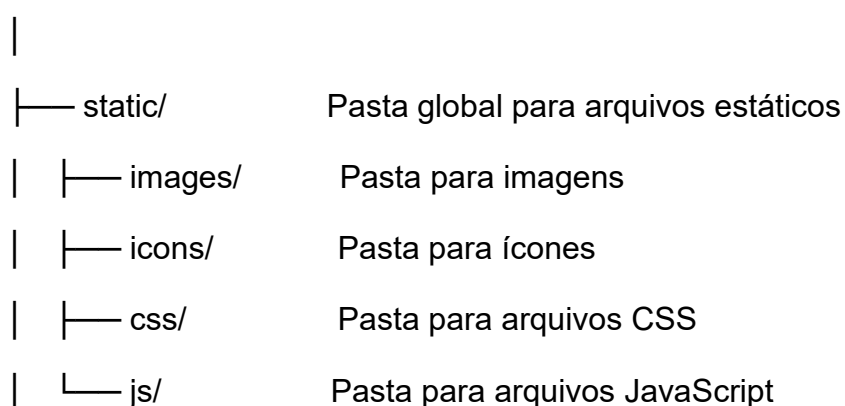 │
├── static/ Pasta global para arquivos estáticos
│ ├── images/ Pasta para imagens
│ ├── icons/ Pasta para ícones
│ ├── css/ Pasta para arquivos CSS
│ └── js/ Pasta para arquivos JavaScript